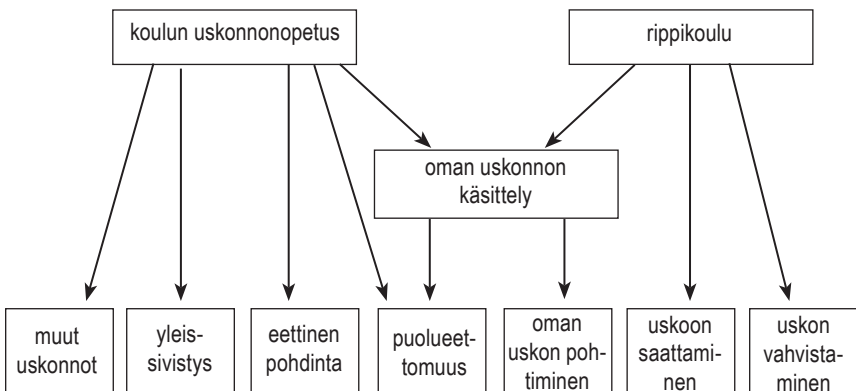 koulun uskonnonopetus
rippikoulu
oman uskonnon
käsittely
muut
uskonnot
yleis-
sivistys
eettinen
pohdinta
puolueet-
tomuus
oman
uskon poh-
timinen
uskoon
saattami-
nen
uskon
vahvista-
minen